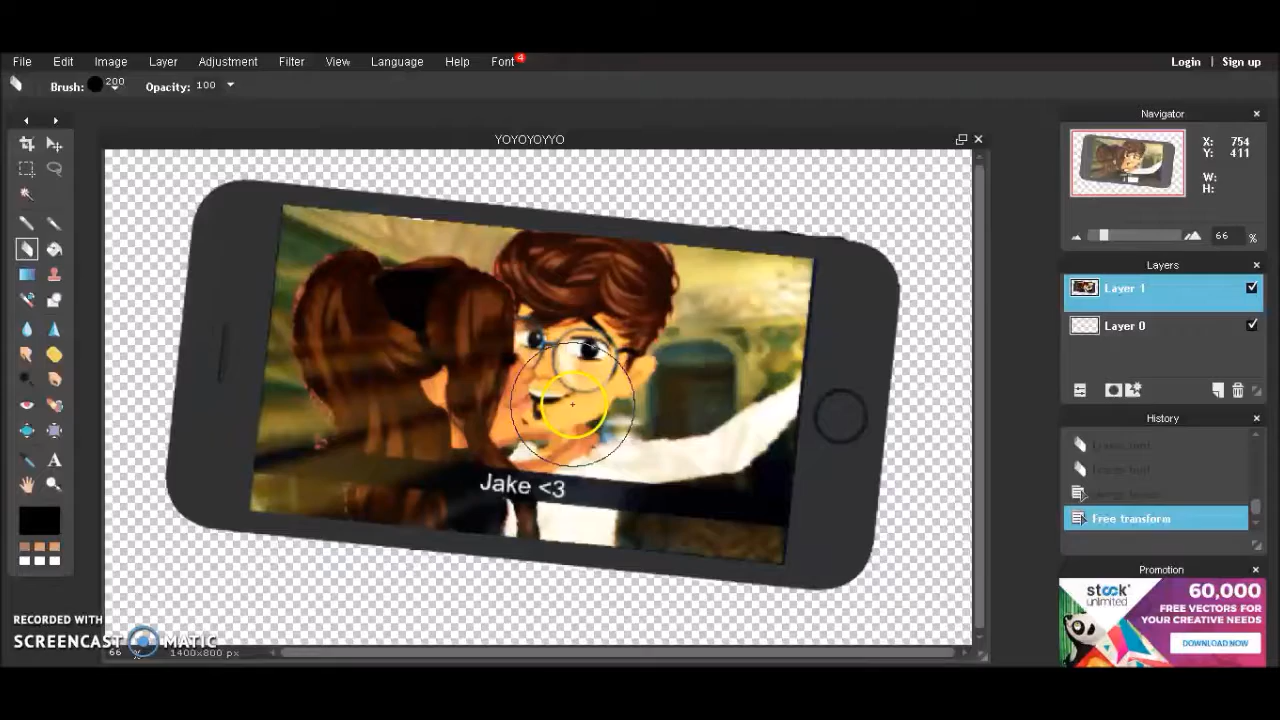 File Edit Image Layer Adjustment Filter View Language Help Font 4 Login | Sign up
Brush: 200 Opacity: 100
YOYOYOYYO
Navigator
X: 754
Y: 411
W:
H:
66 %
Layers
Layer 1
Layer 0
History
Free transform
Jake <3
A
Promotion
stock unlimited
60,000
FREE VECTORS FOR
YOUR CREATIVE NEEDS
DOWNLOAD NOW
RECORDED WITH
SCREENCAST MATIC
66 % 1400x800 px